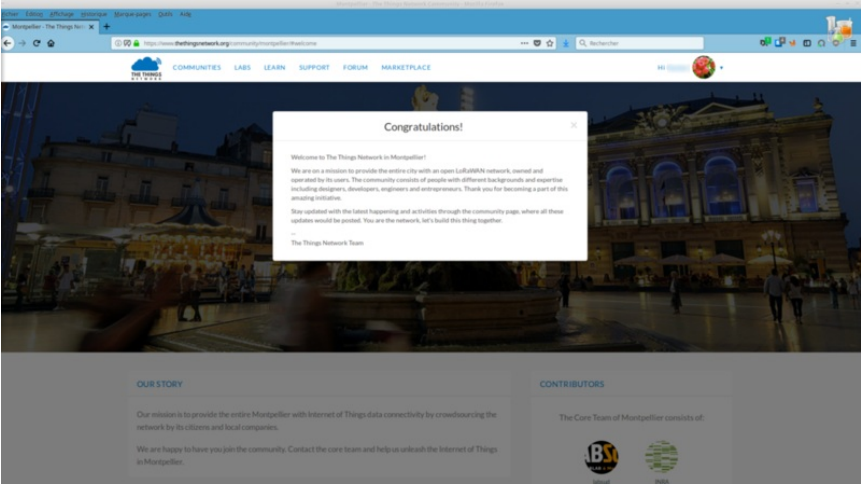 Montpellier - The Things Network Community - Mozilla Firefox
Fichier Édition Affichage Historique Marque-pages Outils Aide
Montpellier - The Things Net
https://www.thethingsnetwork.org/community/montpellier/#welcome
Rechercher
THE THINGS
NETWORK
COMMUNITIES LABS LEARN SUPPORT FORUM MARKETPLACE
HI
Congratulations!
Welcome to The Things Network in Montpellier!
We are on a mission to provide the entire city with an open LoRaWAN network, owned and
operated by its users. The community consists of people with different backgrounds and expertise
including designers, developers, engineers and entrepreneurs. Thank you for becoming a part of this
amazing initiative.
Stay updated with the latest happening and activities through the community page, where all these
updates would be posted. You are the network, let's build this thing together.
--
The Things Network Team
OUR STORY
Our mission is to provide the entire Montpellier with Internet of Things data connectivity by crowdsourcing the
network by its citizens and local companies.
We are happy to have you join the community. Contact the core team and help us unleash the Internet of Things
in Montpellier.
CONTRIBUTORS
The Core Team of Montpellier consists of: